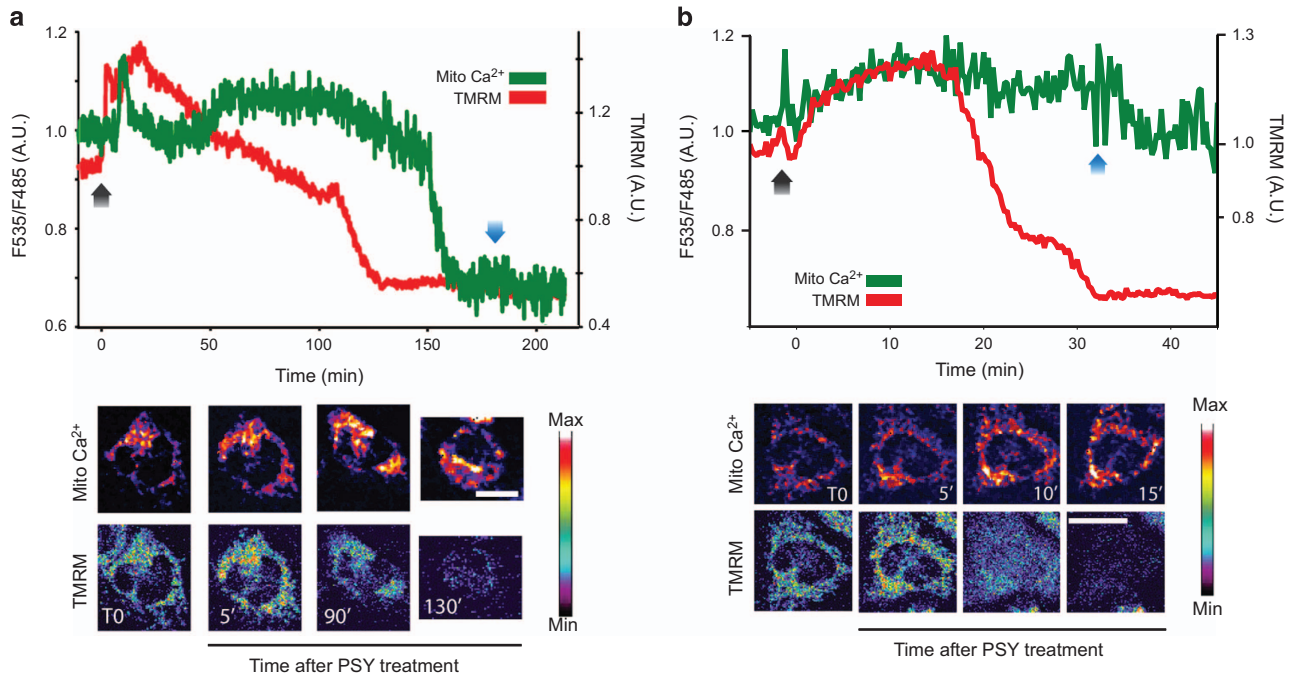 a
1.2
1.0
0.8
0.6
F535/F485 (A.U.)
Mito Ca²⁺
TMRM
1.2
1
0.8
0.4
TMRM (A.U.)
0
50
100
150
200
Time (min)
Mito Ca²⁺
TMRM
T0
5’
90’
130’
Max
Min
Time after PSY treatment
b
1.2
1.0
0.8
F535/F485 (A.U.)
Mito Ca²⁺
TMRM
1.3
1.0
0.8
TMRM (A.U.)
0
10
20
30
40
Time (min)
Mito Ca²⁺
T0
5’
10’
15’
TMRM
Max
Min
Time after PSY treatment